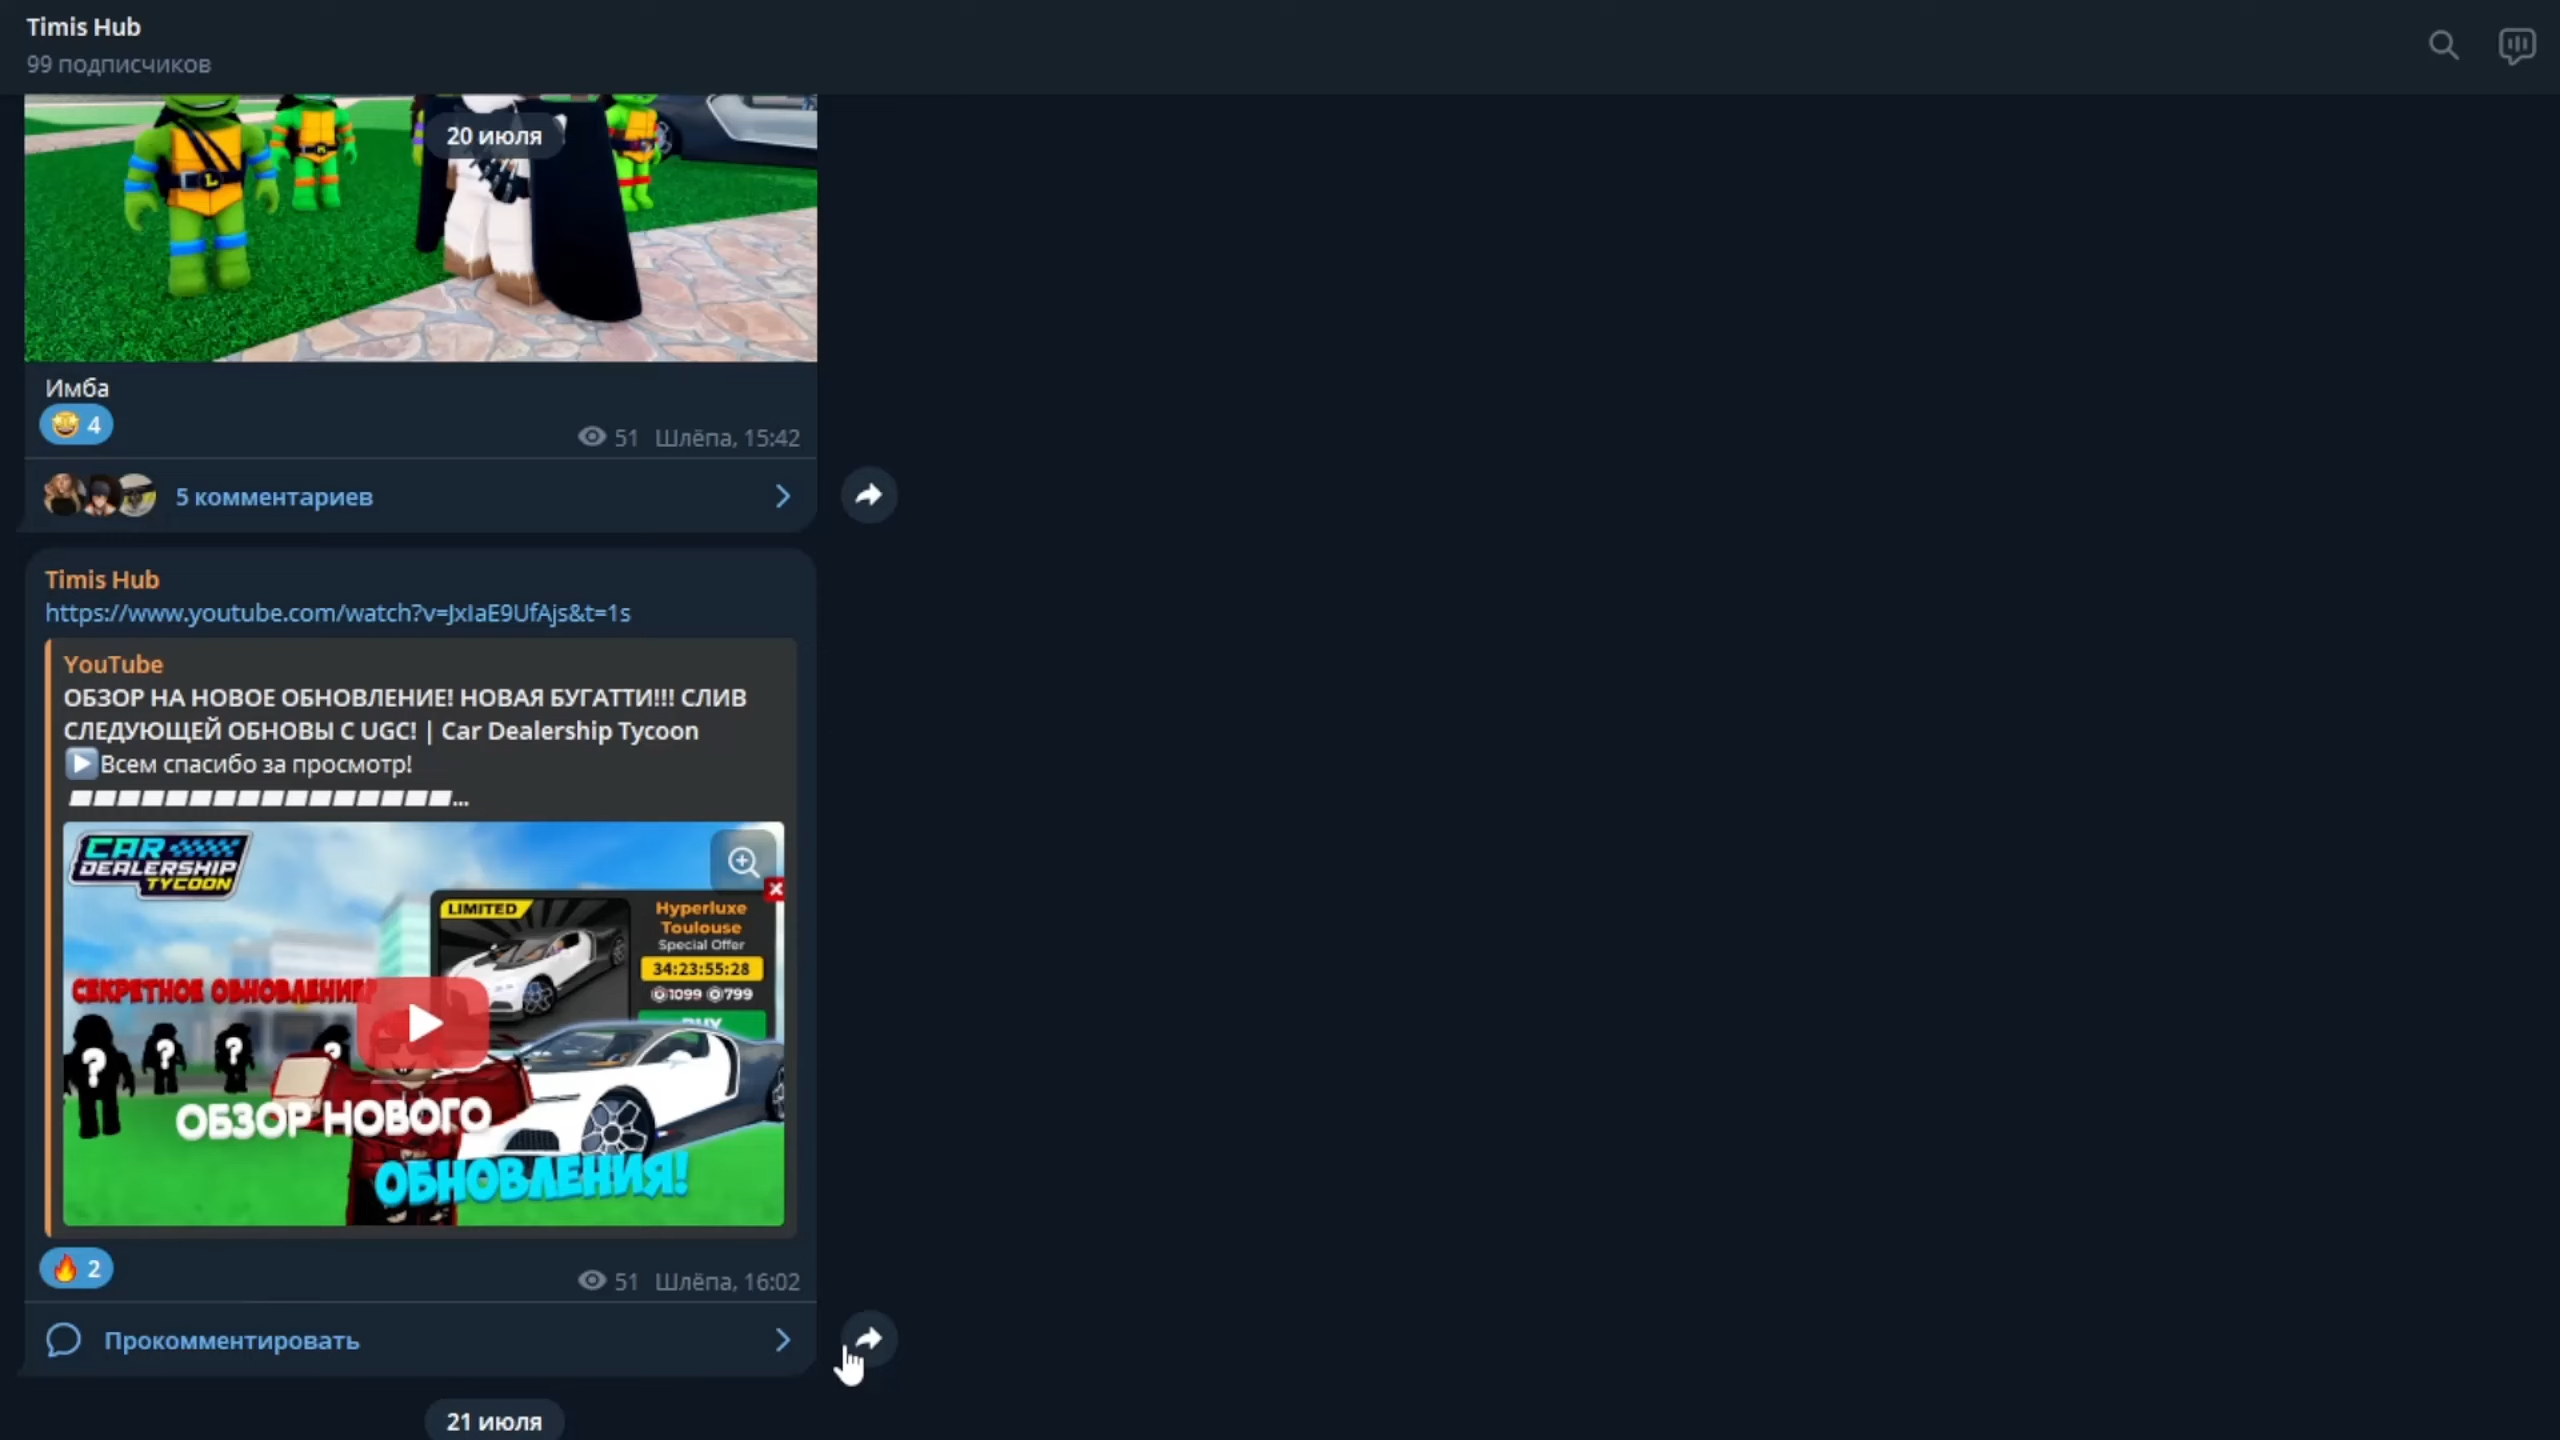 Timis Hub
99 подписчиков
20 июля
L
M
Имба
4
51 Шлёпа, 15:42
5 комментариев
Timis Hub
https://www.youtube.com/watch?v=JxIaE9UfAjs&t=1s
YouTube
ОБЗОР НА НОВОЕ ОБНОВЛЕНИЕ! НОВАЯ БУГАТТИ!!! СЛИВ
СЛЕДУЮЩЕЙ ОБНОВЫ С UGC! | Car Dealership Tycoon
Всем спасибо за просмотр!
...
CAR
DEALERSHIP
TYCOON
LIMITED
Hyperluxe
Toulouse
Special Offer
34:23:55:28
1099 799
BUY
СЕКРЕТНОЕ ОБНОВЛЕНИЕ?
? ? ? ?
ОБЗОР НОВОГО
ОБНОВЛЕНИЯ!
2
51 Шлёпа, 16:02
Прокомментировать
21 июля